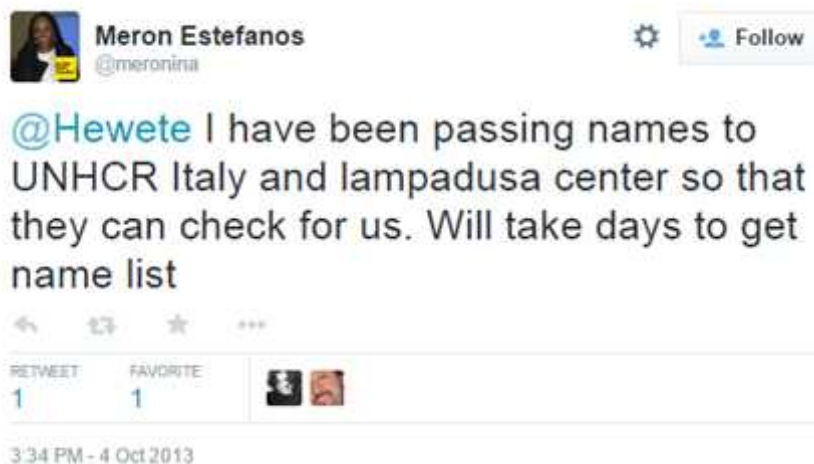 Meron Estefanos
@meronina
Follow
@Hewete I have been passing names to
UNHCR Italy and lampadusa center so that
they can check for us. Will take days to get
name list
RETWEET FAVORITE
1 1
3:34 PM - 4 Oct 2013